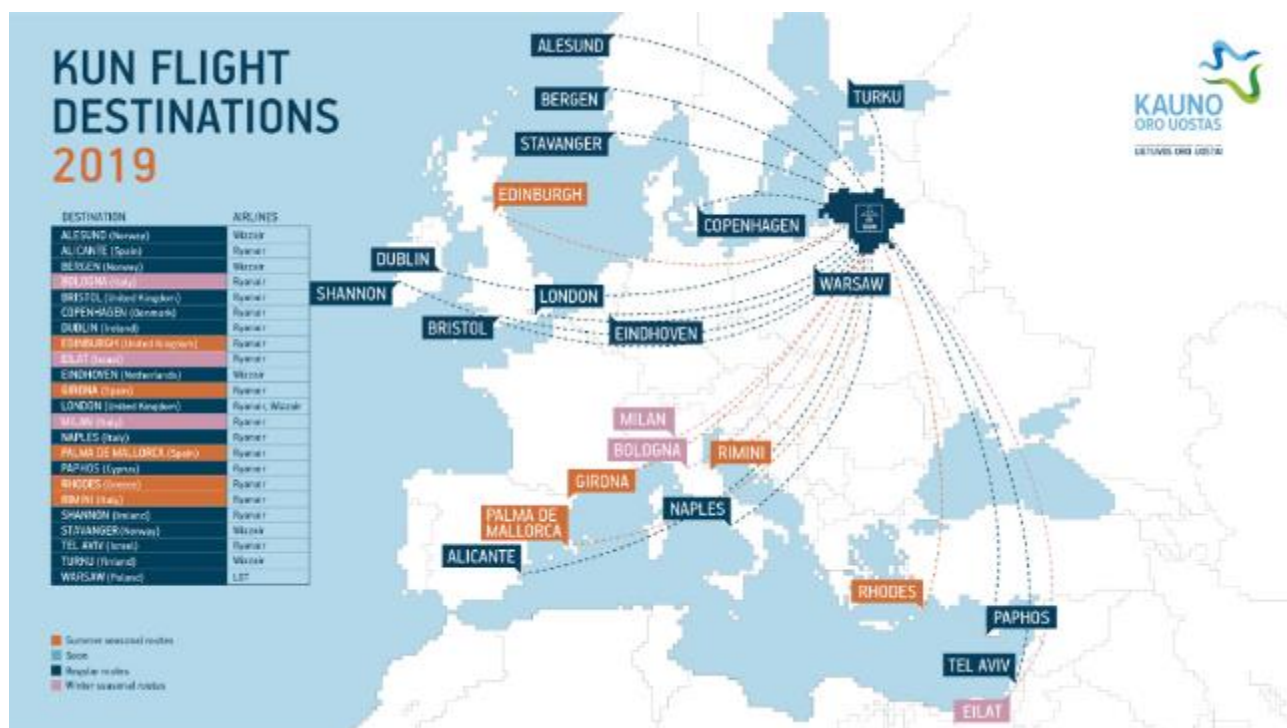 KUN FLIGHT
DESTINATIONS
2019
DESTINATION AIRLINES
ALESUND (Norway) Wizzair
ALICANTE (Spain) Ryanair
BERGEN (Norway) Wizzair
BOLOGNA (Italy) Ryanair
BRISTOL (United Kingdom) Ryanair
COPENHAGEN (Denmark) Ryanair
DUBLIN (Ireland) Ryanair
EDINBURGH (United Kingdom) Ryanair
EILAT (Israel) Ryanair
EINDHOVEN (Netherlands) Wizzair
GIRONA (Spain) Ryanair
LONDON (United Kingdom) Ryanair, Wizzair
MILAN (Italy) Ryanair
NAPLES (Italy) Ryanair
PALMA DE MALLORCA (Spain) Ryanair
PAPHOS (Cyprus) Ryanair
RHODES (Greece) Ryanair
RIMINI (Italy) Ryanair
SHANNON (Ireland) Ryanair
STAVANGER (Norway) Wizzair
TEL AVIV (Israel) Ryanair
TURKU (Finland) Wizzair
WARSAW (Poland) LOT
Summer seasonal routes
Soon
Regular routes
Winter seasonal routes
ALESUND
BERGEN
TURKU
STAVANGER
EDINBURGH
COPENHAGEN
DUBLIN
SHANNON
LONDON
WARSAW
BRISTOL
EINDHOVEN
MILAN
BOLOGNA
RIMINI
GIRONA
PALMA DE
MALLORCA
NAPLES
ALICANTE
RHODES
PAPHOS
TEL AVIV
EILAT
KAUNO
ORO UOSTAS
LIETUVOS ORO UOSTAI